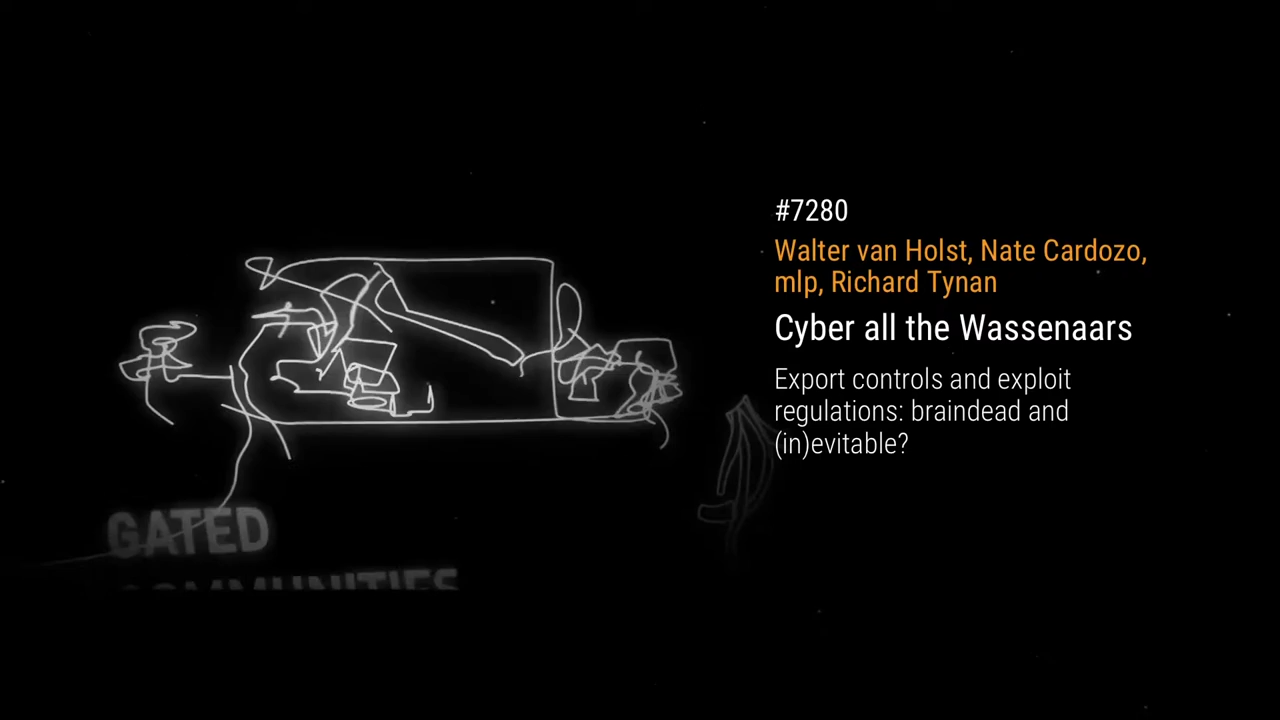 #7280
Walter van Holst, Nate Cardozo,
mlp, Richard Tynan
Cyber all the Wassenaars
Export controls and exploit
regulations: braindead and
(in)evitable?
GATED
COMMUNITIES